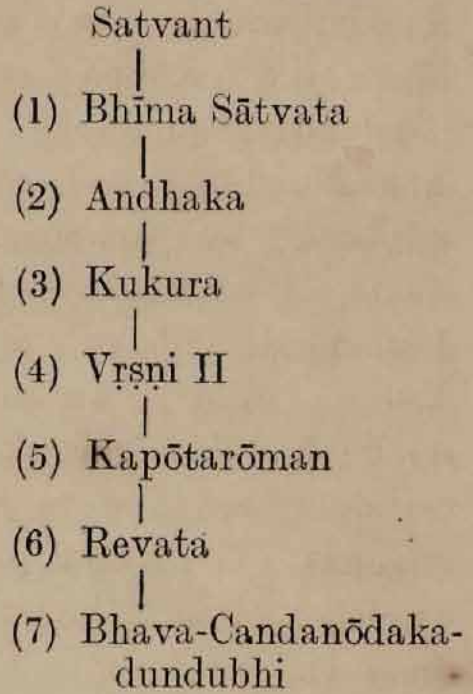 Satvant
(1) Bhīma Sātvata
(2) Andhaka
(3) Kukura
(4) Vṛṣṇi II
(5) Kapōtarōman
(6) Revata
(7) Bhava-Candanōdaka-
dundubhi